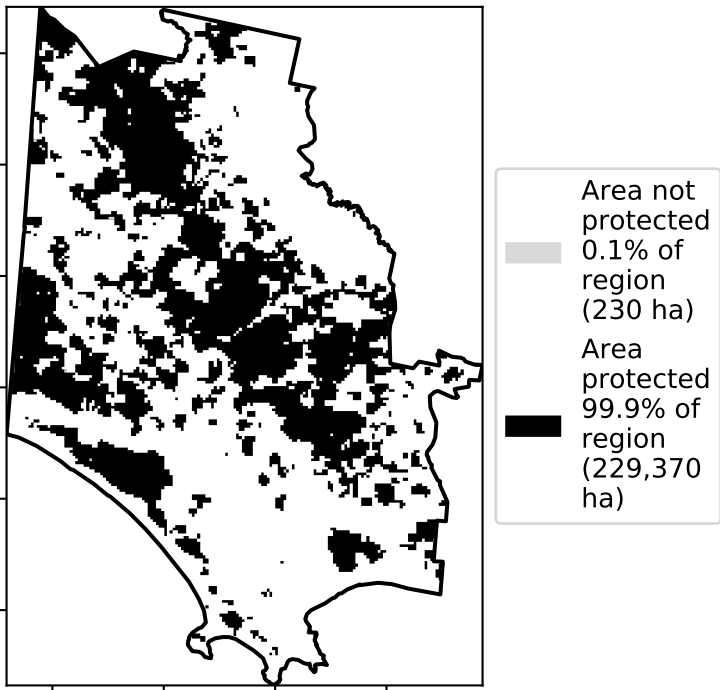 Area not
protected
0.1% of
region
(230 ha)
Area
protected
99.9% of
region
(229,370
ha)